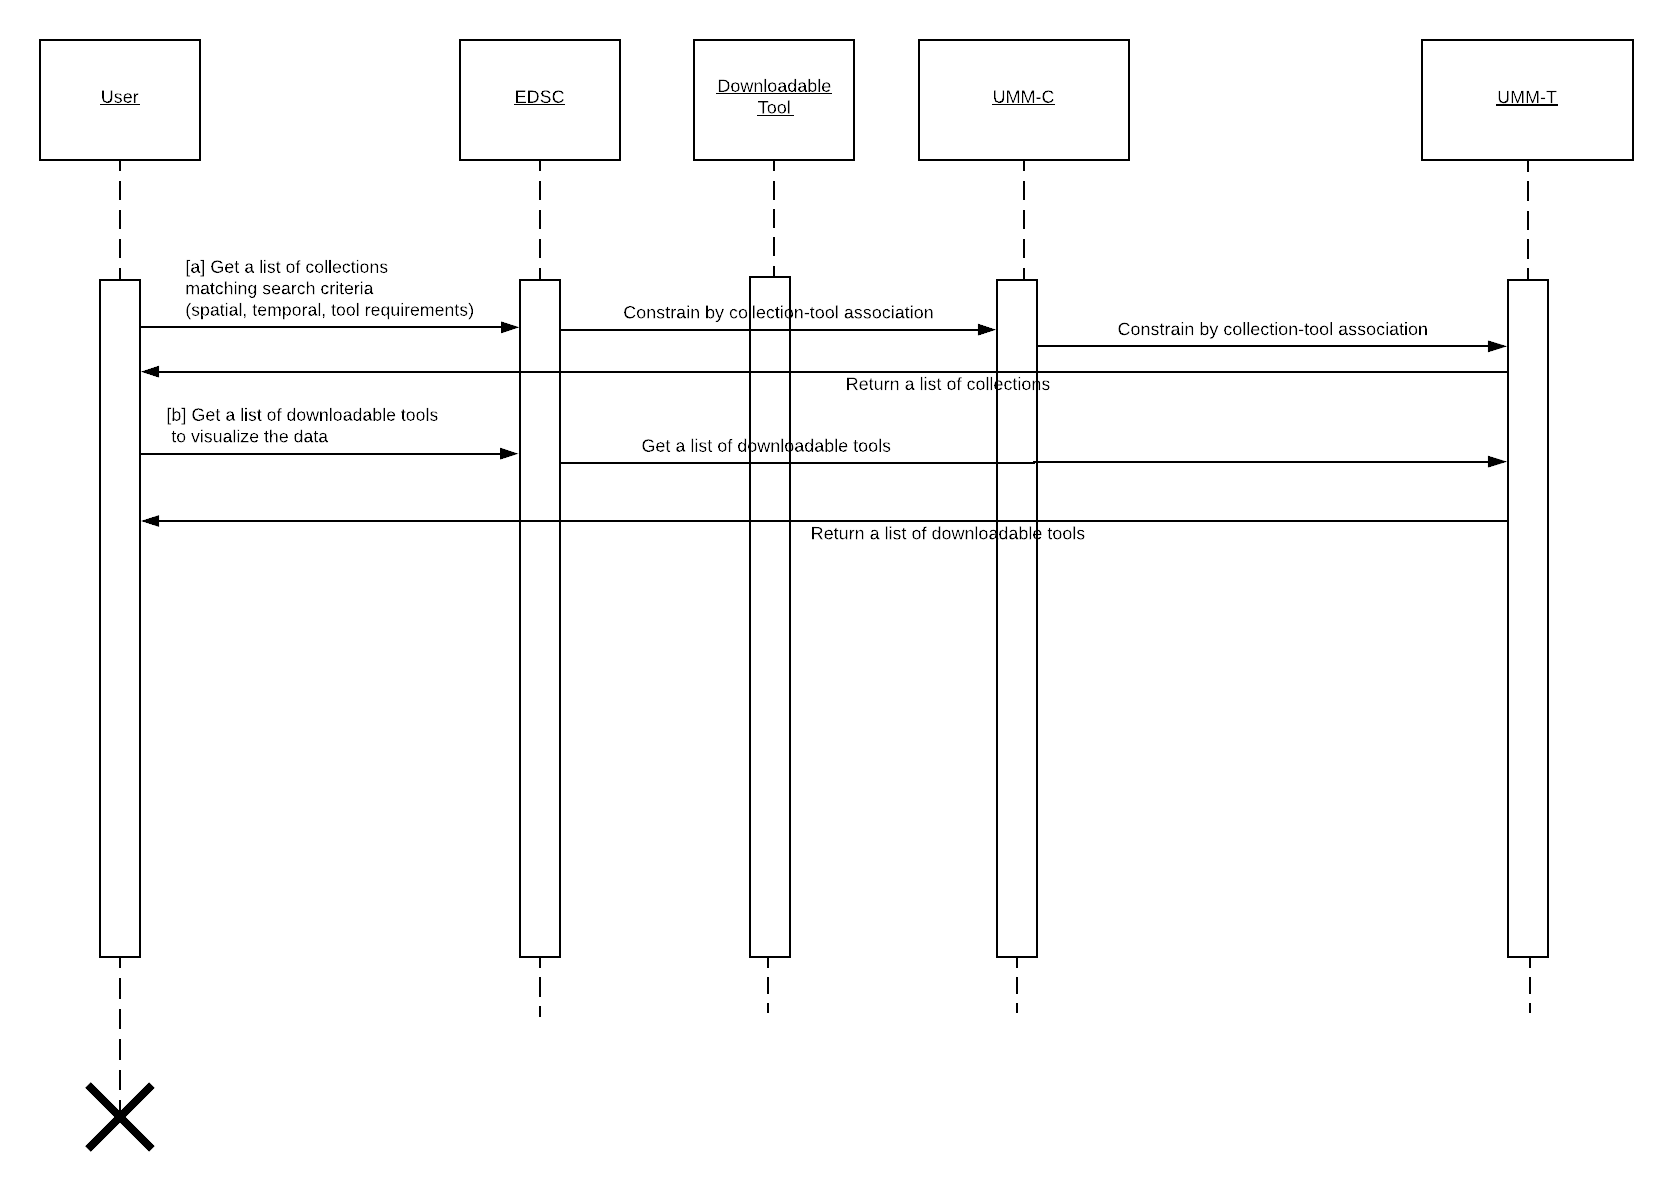 User
EDSC
Downloadable
Tool
UMM-C
UMM-T
[a] Get a list of collections
matching search criteria
(spatial, temporal, tool requirements)
Constrain by collection-tool association
Constrain by collection-tool association
Return a list of collections
[b] Get a list of downloadable tools
to visualize the data
Get a list of downloadable tools
Return a list of downloadable tools